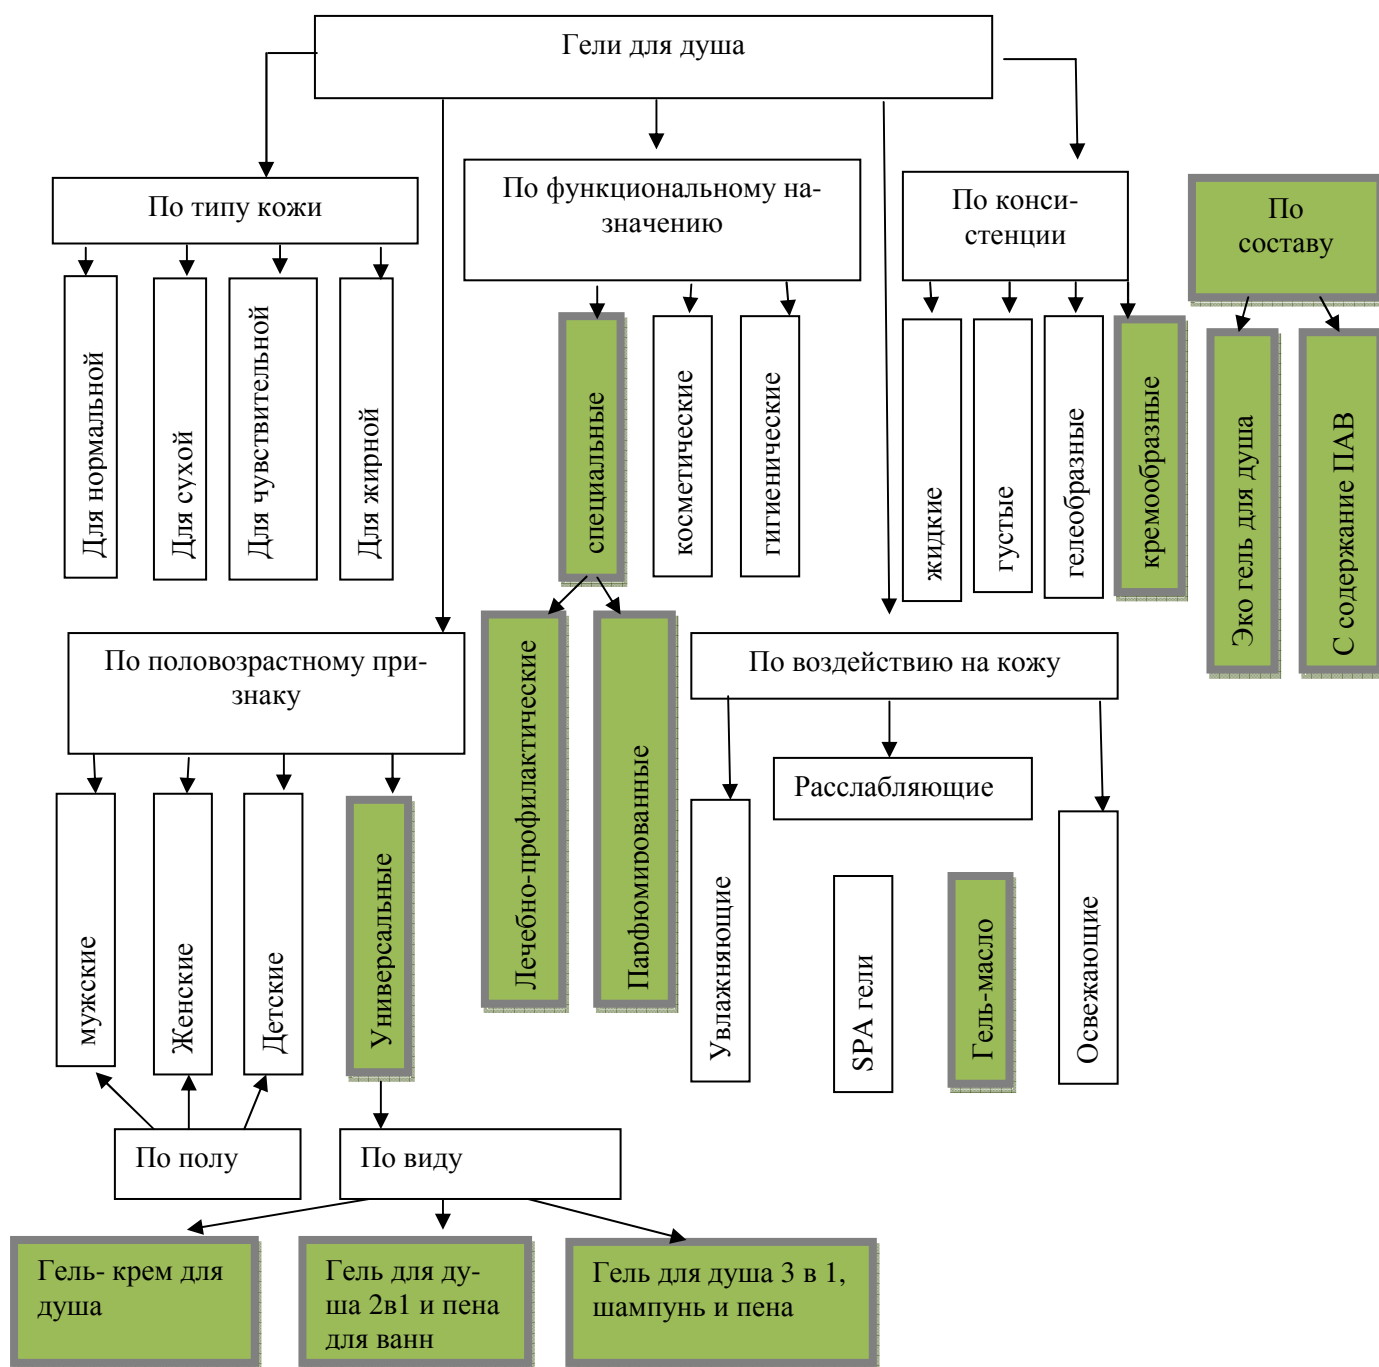 Гели для душа
По типу кожи
По функциональному на-
значению
По конси-
стенции
По
составу
Для нормальной
Для сухой
Для чувствительной
Для жирной
специальные
косметические
гигиенические
жидкие
густые
гелеобразные
кремообразные
Эко гель для душа
С содержание ПАВ
По половозрастному при-
знаку
Лечебно-профилактические
Парфюмированные
По воздействию на кожу
мужские
Женские
Детские
Универсальные
Увлажняющие
Расслабляющие
SPA гели
Гель-масло
Освежающие
По полу
По виду
Гель- крем для
душа
Гель для ду-
ша 2в1 и пена
для ванн
Гель для душа 3 в 1,
шампунь и пена